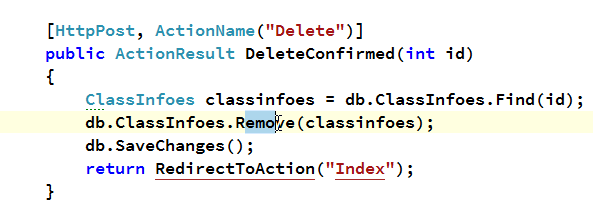 [HttpPost, ActionName("Delete")]
public ActionResult DeleteConfirmed(int id)
{
ClassInfoes classinfoes = db.ClassInfoes.Find(id);
db.ClassInfoes.Remove(classinfoes);
db.SaveChanges();
return RedirectToAction("Index");
}